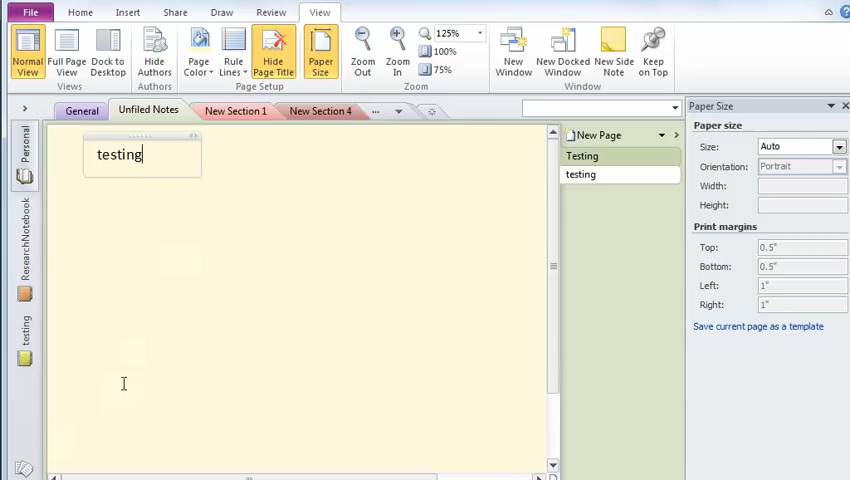 File Home Insert Share Draw Review View
Normal View Full Page View Dock to Desktop Hide Authors Page Color Rule Lines Hide Page Title Paper Size Zoom Out Zoom In 125% 100% 75% New Window New Docked Window New Side Note Keep on Top
Views Authors Page Setup Zoom Window
General Unfiled Notes New Section 1 New Section 4 ...
Personal
ResearchNotebook
testing
testing
New Page
Testing
testing
Paper Size
Paper size
Size: Auto
Orientation: Portrait
Width:
Height:
Print margins
Top: 0.5"
Bottom: 0.5"
Left: 1"
Right: 1"
Save current page as a template